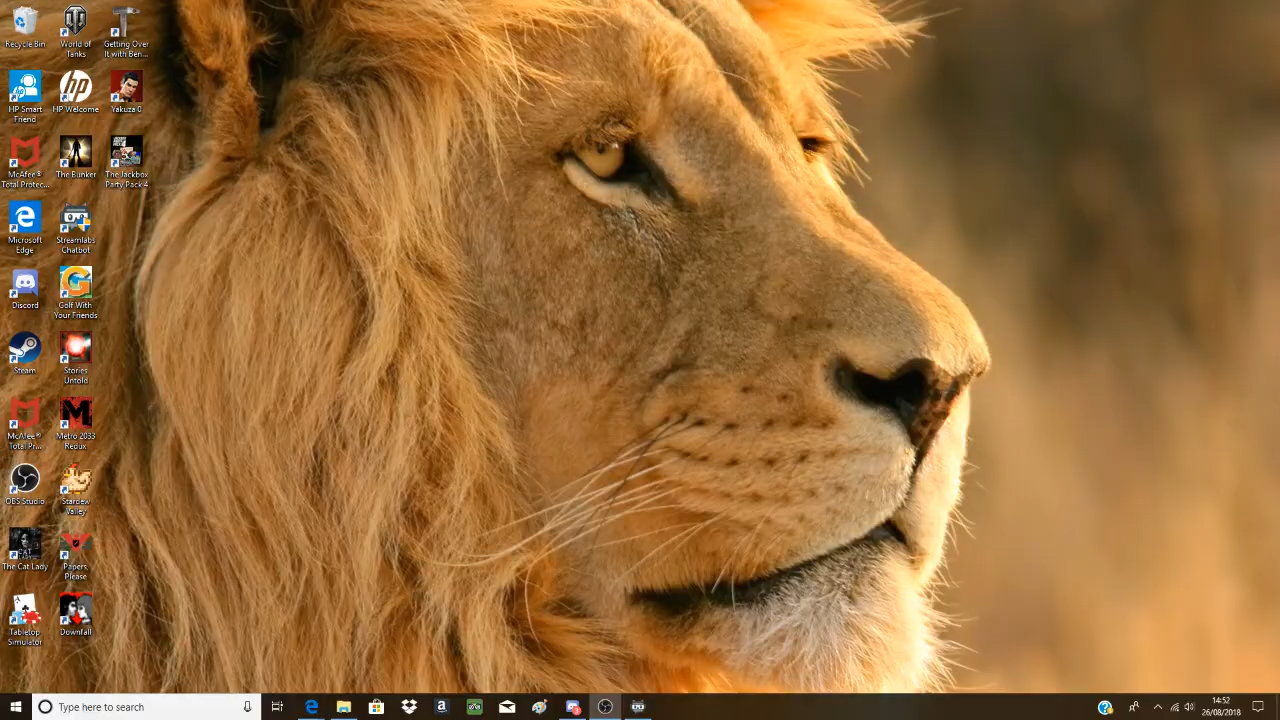 Recycle Bin
World of
Tanks
Getting Over
It with Ben...
HP Smart
Friend
HP Welcome
Yakuza 0
McAfee®
Total Protec...
The Bunker
The Jackbox
Party Pack 4
Microsoft
Edge
Streamlabs
Chatbot
Discord
Golf With
Your Friends
Steam
Stories
Untold
McAfee®
Total Pr...
Metro 2033
Redux
OBS Studio
Stardew
Valley
The Cat Lady
Papers,
Please
Tabletop
Simulator
Downfall
Type here to search
14:52
26/08/2018